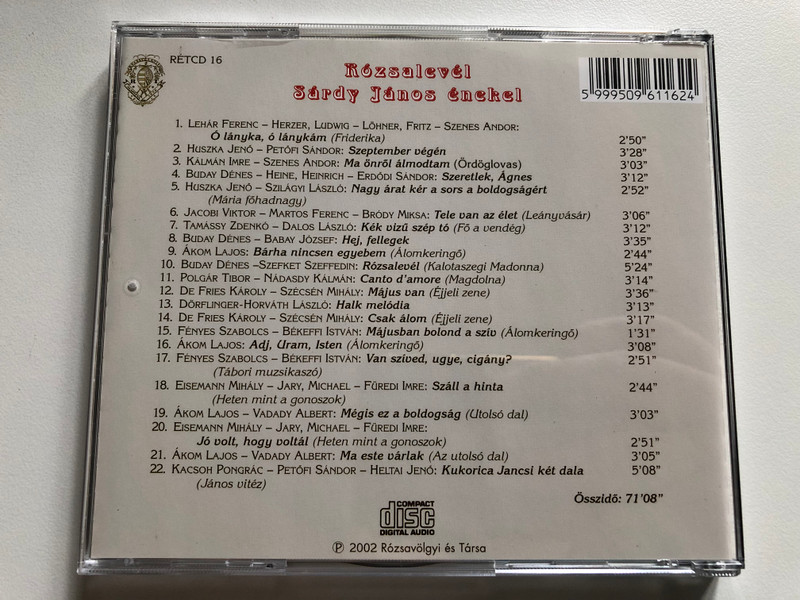 RÉTCD 16
Rózsalevél
Sárdy János énekel
5 999509 611624
1. Lehár Ferenc – Herzer, Ludwig – Löhner, Fritz – Szenes Andor:
Ó lányka, ó lánykám (Friderika) 2’50”
2. Huszka Jenő – Petőfi Sándor: Szeptember végén 3’28”
3. Kálmán Imre – Szenes Andor: Ma önről álmodtam (Ördöglovas) 3’03”
4. Buday Dénes – Heine, Heinrich – Erdődi Sándor: Szeretlek, Ágnes 3’12”
5. Huszka Jenő – Szilágyi László: Nagy árat kér a sors a boldogságért 2’52”
(Mária főhadnagy)
6. Jacobi Viktor – Martos Ferenc – Bródy Miksa: Tele van az élet (Leányvásár) 3’06”
7. Tamássy Zdenkó – Dalos László: Kék vizű szép tó (Fő a vendég) 3’12”
8. Buday Dénes – Babay József: Hej, fellegek 3’35”
9. Ákom Lajos: Bárha nincsen egyebem (Álomkeringő) 2’44”
10. Buday Dénes –Szefket Szeffedin: Rózsalevél (Kalotaszegi Madonna) 5’24”
11. Polgár Tibor – Nádasdy Kálmán: Canto d’amore (Magdolna) 3’14”
12. De Fries Károly – Szécsén Mihály: Május van (Éjjeli zene) 3’36”
13. Dörflinger-Horváth László: Halk melódia 3’13”
14. De Fries Károly – Szécsén Mihály: Csak álom (Éjjeli zene) 3’17”
15. Fényes Szabolcs – Békeffi István: Májusban bolond a szív (Álomkeringő) 1’31”
16. Ákom Lajos: Adj, Uram, Isten (Álomkeringő) 3’08”
17. Fényes Szabolcs – Békeffi István: Van szíved, ugye, cigány? 2’51”
(Tábori muzsikaszó)
18. Eisemann Mihály – Jary, Michael – Füredi Imre: Száll a hinta 2’44”
(Heten mint a gonoszok)
19. Ákom Lajos – Vadady Albert: Mégis ez a boldogság (Utolsó dal) 3’03”
20. Eisemann Mihály – Jary, Michael – Füredi Imre:
Jó volt, hogy voltál (Heten mint a gonoszok) 2’51”
21. Ákom Lajos – Vadady Albert: Ma este várlak (Az utolsó dal) 3’05”
22. Kacsoh Pongrác – Petőfi Sándor – Heltai Jenő: Kukorica Jancsi két dala 5’08”
(János vitéz)
Összidő: 71’08”
COMPACT
disc
DIGITAL AUDIO
℗ 2002 Rózsavölgyi és Társa